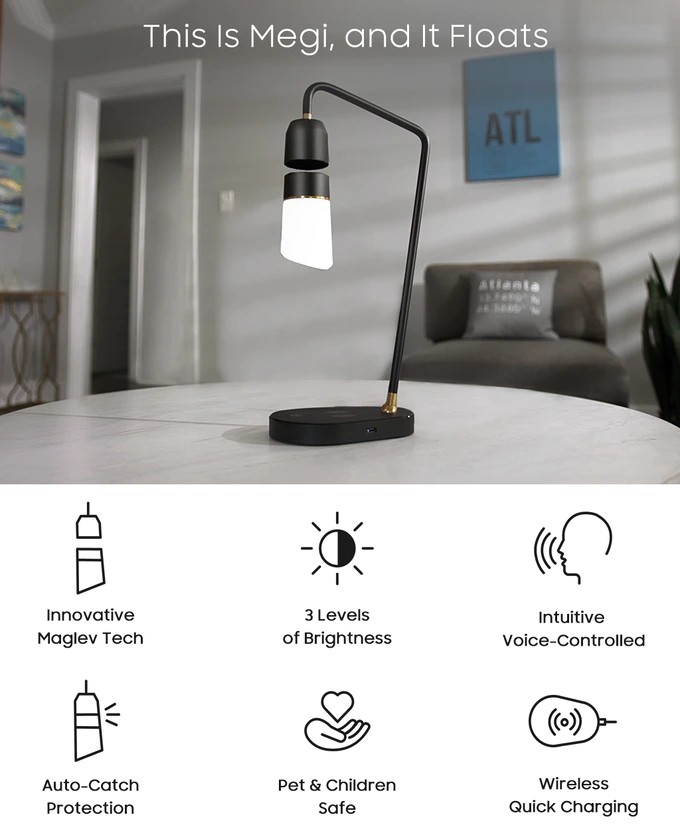 This Is Megi, and It Floats
ATL
Atlanta
Innovative
Maglev Tech
3 Levels
of Brightness
Intuitive
Voice-Controlled
Auto-Catch
Protection
Pet & Children
Safe
Wireless
Quick Charging